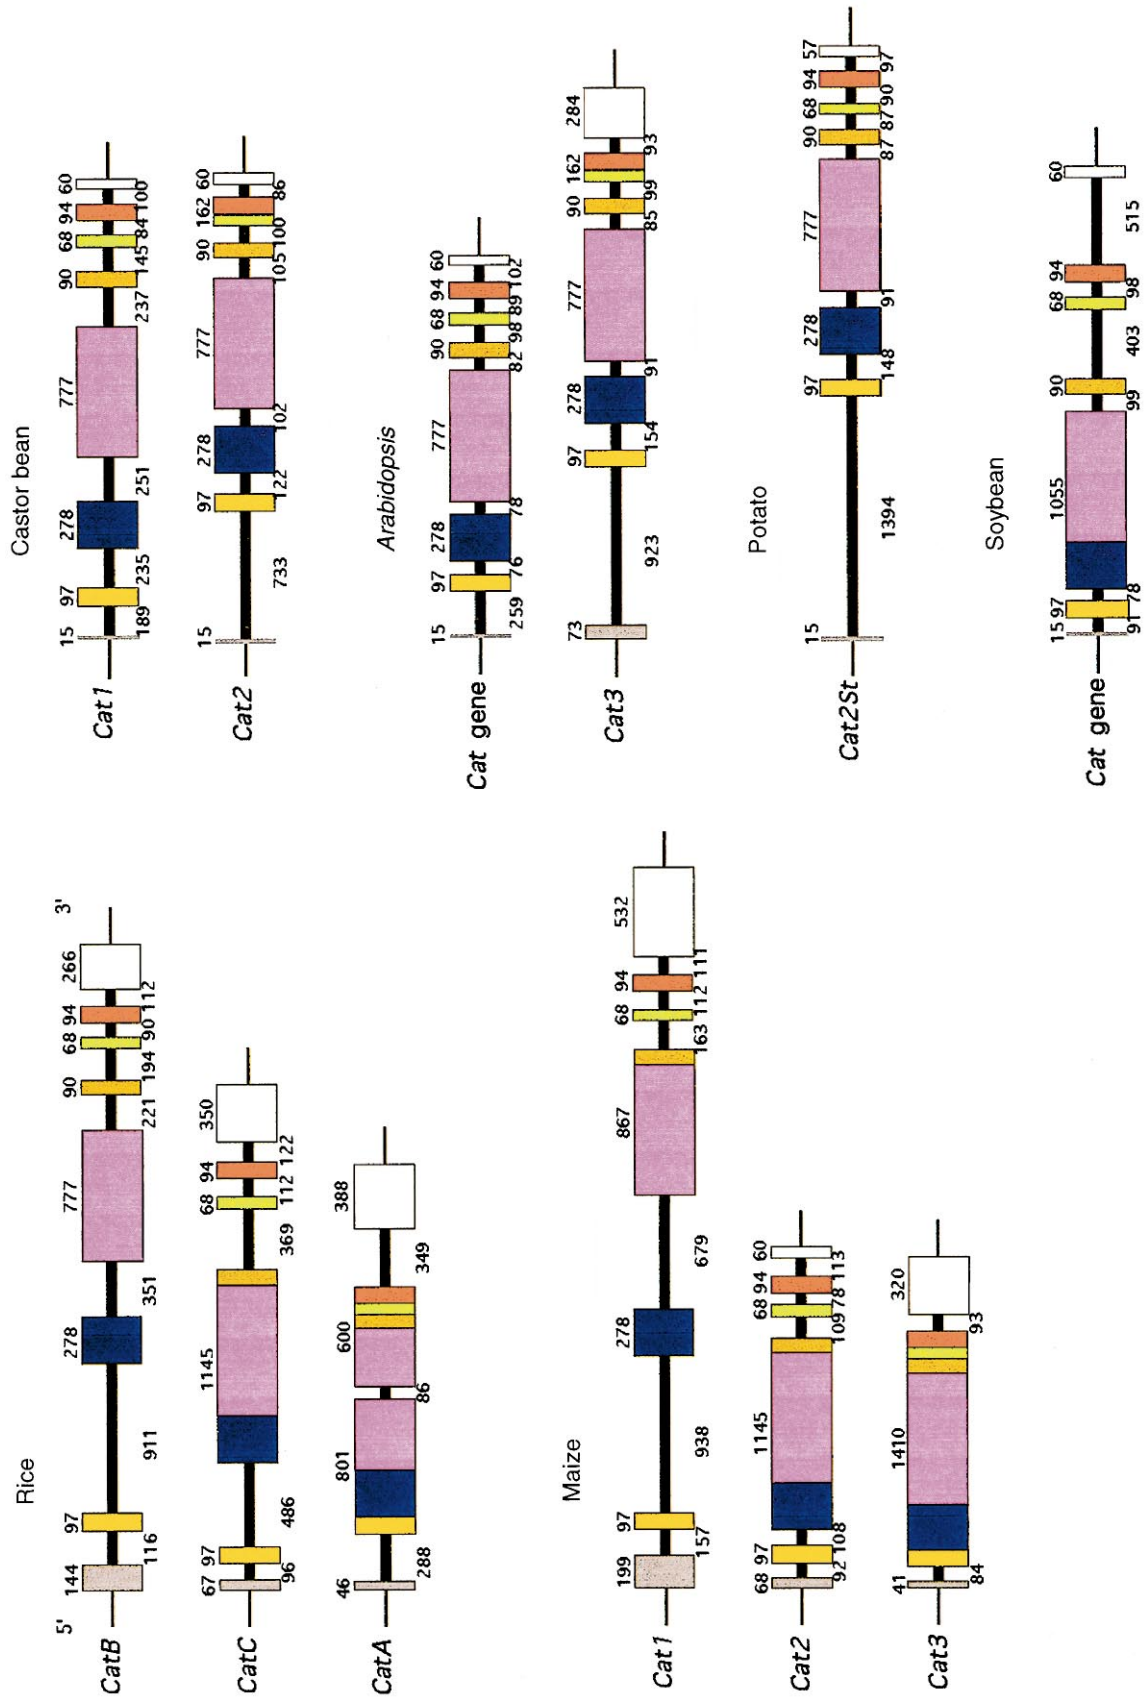 Rice
5' 3'
144 97 278 777 90 68 94 266
CatB
116 911 351 221 194 90 112
67 97 1145 68 94 350
CatC
96 486 369 112 122
46 801 600 388
CatA
288 86 349
Maize
199 97 278 867 68 94 532
Cat1
157 938 679 163 112 111
68 97 1145 68 94 60
Cat2
92 108 109 78 113
41 1410 320
Cat3
84 93
Castor bean
15 97 278 777 90 68 94 60
Cat1
189 235 251 237 145 84 100
15 97 278 777 90 162 60
Cat2
733 122 102 105 100 86
Arabidopsis
15 97 278 777 90 68 94 60
Cat gene
259 76 78 82 98 89 102
73 97 278 777 90 162 284
Cat3
923 154 91 85 99 93
Potato
15 97 278 777 90 68 94 57
Cat2St
1394 148 91 87 87 90 97
Soybean
15 97 1055 90 68 94 60
Cat gene
91 78 99 403 98 515